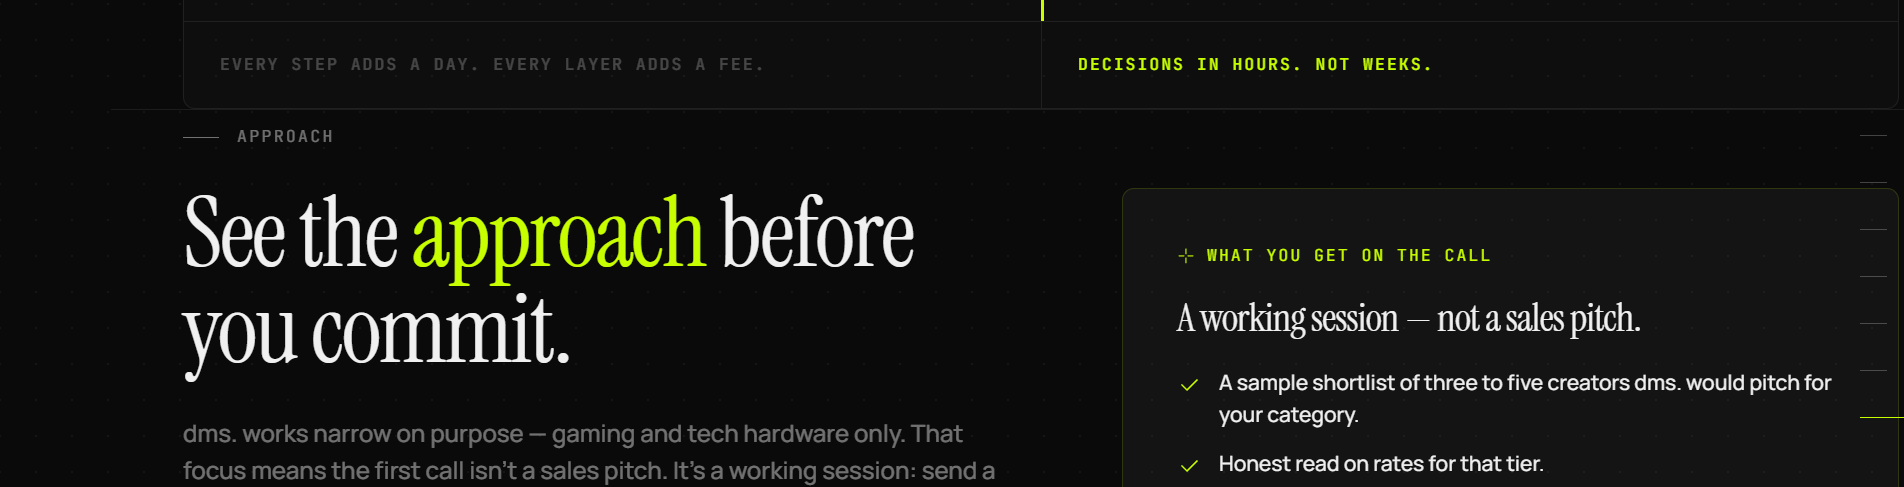 EVERY STEP ADDS A DAY. EVERY LAYER ADDS A FEE.
DECISIONS IN HOURS. NOT WEEKS.
APPROACH
See the approach before
you commit.
dms. works narrow on purpose — gaming and tech hardware only. That
focus means the first call isn't a sales pitch. It's a working session: send a
WHAT YOU GET ON THE CALL
A working session — not a sales pitch.
A sample shortlist of three to five creators dms. would pitch for
your category.
Honest read on rates for that tier.